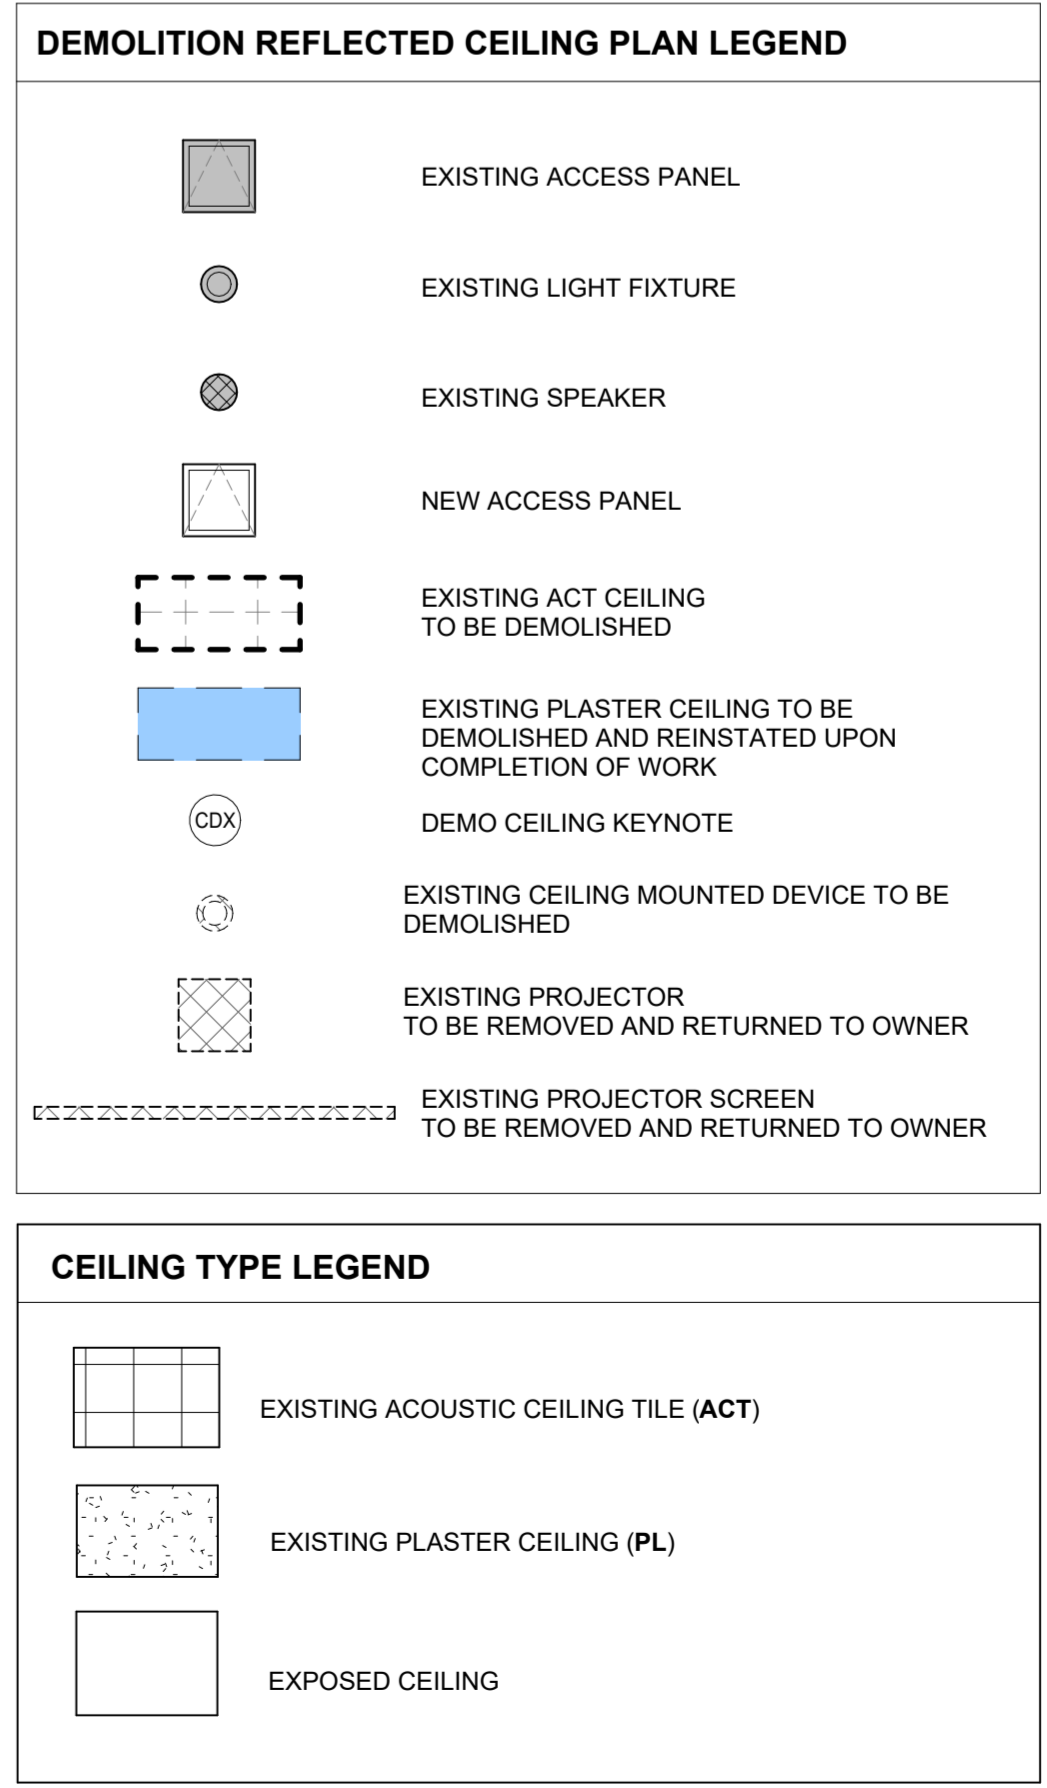 DEMOLITION REFLECTED CEILING PLAN LEGEND
EXISTING ACCESS PANEL
EXISTING LIGHT FIXTURE
EXISTING SPEAKER
NEW ACCESS PANEL
EXISTING ACT CEILING
TO BE DEMOLISHED
EXISTING PLASTER CEILING TO BE
DEMOLISHED AND REINSTATED UPON
COMPLETION OF WORK
CDX
DEMO CEILING KEYNOTE
EXISTING CEILING MOUNTED DEVICE TO BE
DEMOLISHED
EXISTING PROJECTOR
TO BE REMOVED AND RETURNED TO OWNER
EXISTING PROJECTOR SCREEN
TO BE REMOVED AND RETURNED TO OWNER
CEILING TYPE LEGEND
EXISTING ACOUSTIC CEILING TILE (ACT)
EXISTING PLASTER CEILING (PL)
EXPOSED CEILING